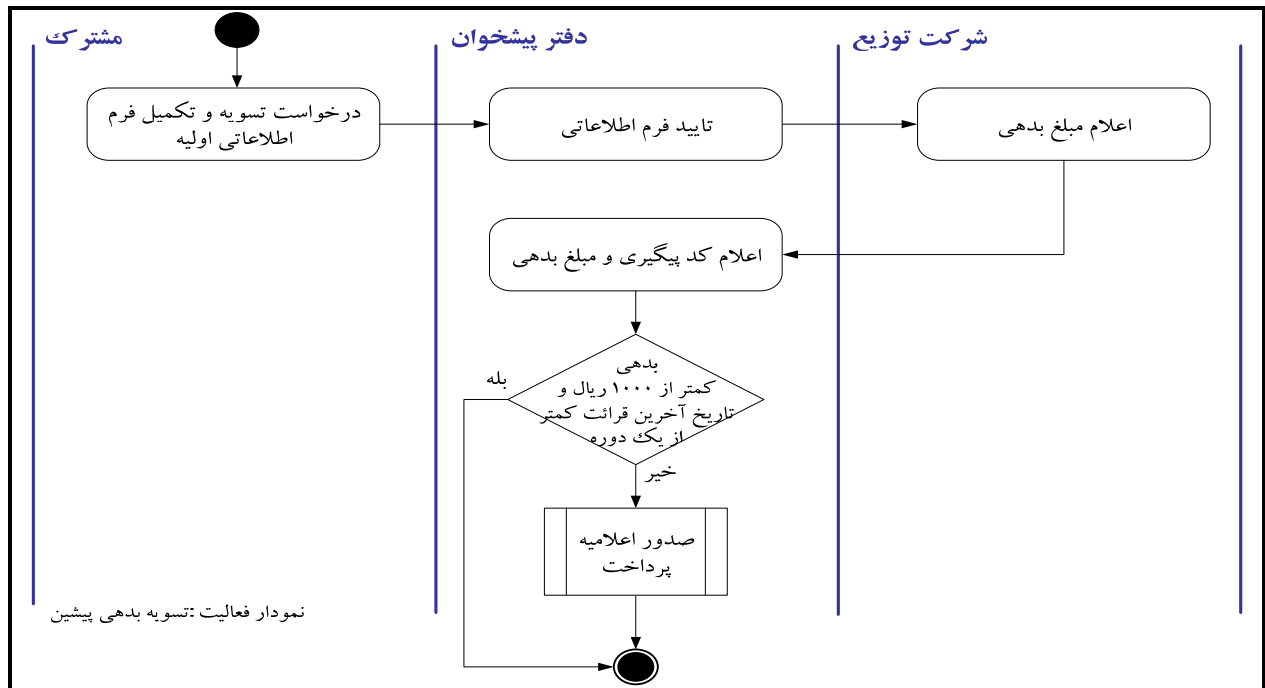 مشترک
دفتر پیشخوان
شرکت توزیع
درخواست تسویه و تکمیل فرم
اطلاعاتی اولیه
تایید فرم اطلاعاتی
اعلام مبلغ بدهی
اعلام کد پیگیری و مبلغ بدهی
بدهی
کمتر از ۱۰۰۰ ریال و
تاریخ آخرین قرائت کمتر
از یک دوره
بله
خیر
صدور اعلامیه
پرداخت
نمودار فعالیت :تسویه بدهی پیشین